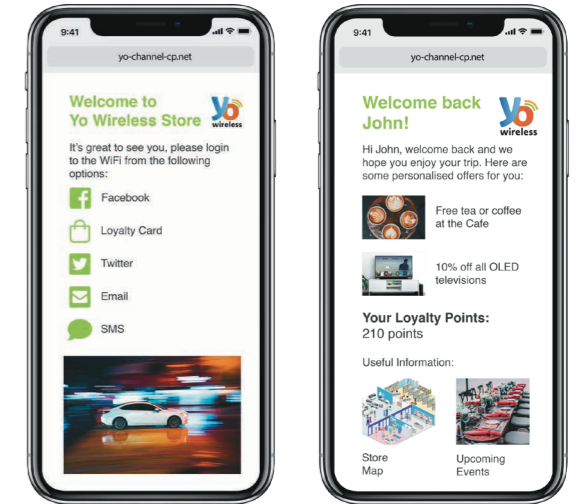 9:41
yo-channel-cp.net
Welcome to
Yo Wireless Store
Yo
wireless
It's great to see you, please login
to the WiFi from the following
options:
Facebook
Loyalty Card
Twitter
Email
SMS
9:41
yo-channel-cp.net
Welcome back
John!
yo
wireless
Hi John, welcome back and we
hope you enjoy your trip. Here are
some personalised offers for you:
Free tea or coffee
at the Cafe
10% off all OLED
televisions
Your Loyalty Points:
210 points
Useful Information:
Store
Map
Upcoming
Events